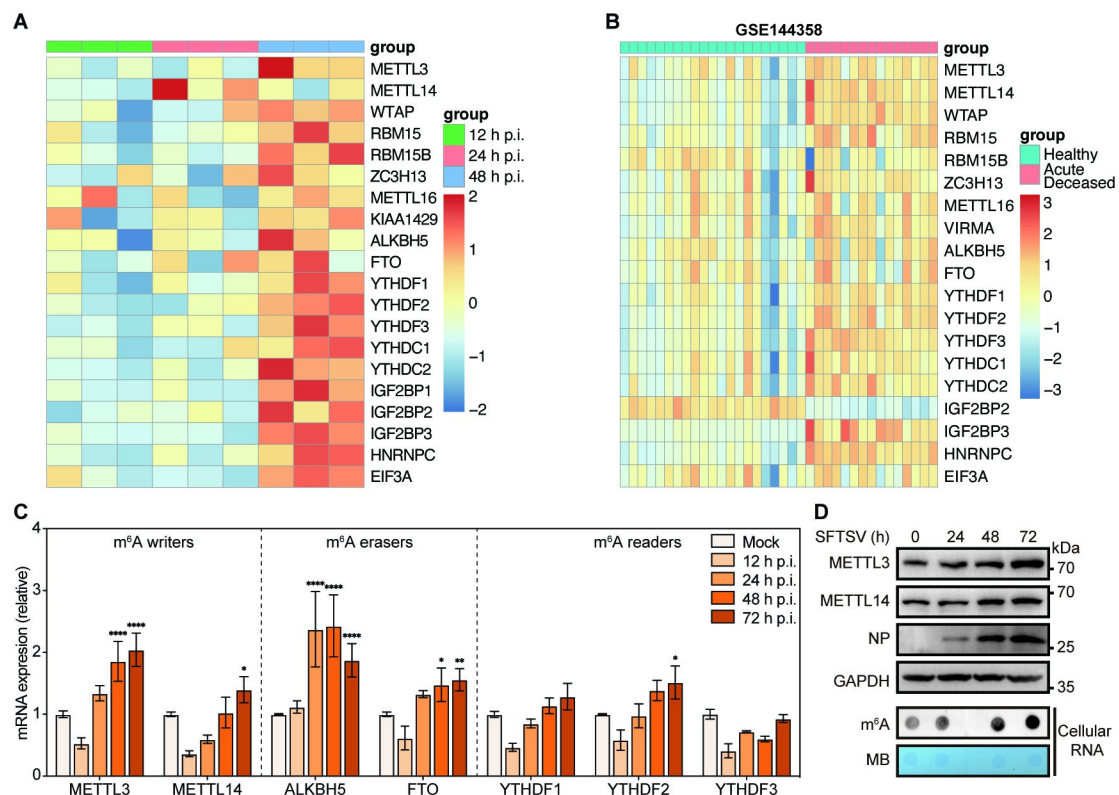 A
group
METTL3
METTL14
WTAP
RBM15
RBM15B
ZC3H13
METTL16
KIAA1429
ALKBH5
FTO
YTHDF1
YTHDF2
YTHDF3
YTHDC1
YTHDC2
IGF2BP1
IGF2BP2
IGF2BP3
HNRNPC
EIF3A
group
12 h p.i.
24 h p.i.
48 h p.i.
2
1
0
−1
−2
B
GSE144358
group
METTL3
METTL14
WTAP
RBM15
RBM15B
ZC3H13
METTL16
VIRMA
ALKBH5
FTO
YTHDF1
YTHDF2
YTHDF3
YTHDC1
YTHDC2
IGF2BP2
IGF2BP3
HNRNPC
EIF3A
group
Healthy
Acute
Deceased
3
2
1
0
−1
−2
−3
C
mRNA expresion (relative)
4
3
2
1
0
m⁶A writers
m⁶A erasers
m⁶A readers
Mock
12 h p.i.
24 h p.i.
48 h p.i.
72 h p.i.
**** ****
*
**** **** ****
* **
*
METTL3 METTL14 ALKBH5 FTO YTHDF1 YTHDF2 YTHDF3
D
SFTSV (h) 0 24 48 72 kDa
METTL3 70
METTL14 70
NP 25
GAPDH 35
m⁶A
MB
Cellular
RNA